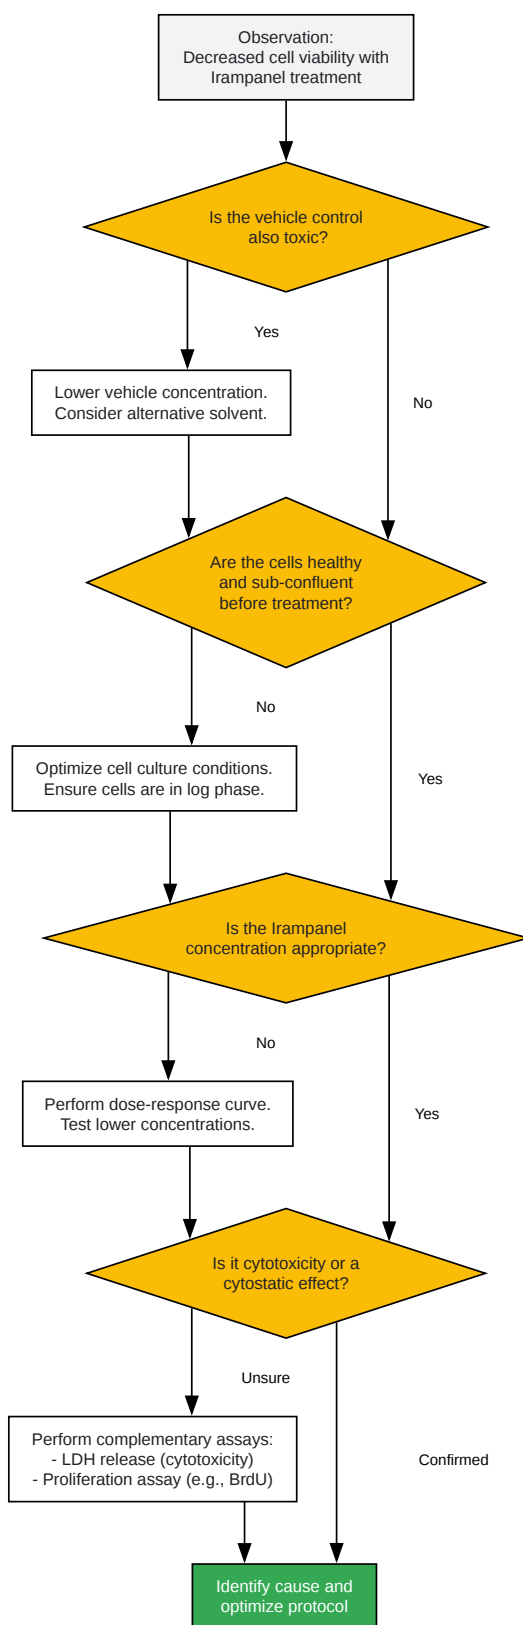 Observation:
Decreased cell viability with
Irampanel treatment
Is the vehicle control
also toxic?
Yes
Lower vehicle concentration.
Consider alternative solvent.
No
Are the cells healthy
and sub-confluent
before treatment?
No
Optimize cell culture conditions.
Ensure cells are in log phase.
Yes
Is the Irampanel
concentration appropriate?
No
Perform dose-response curve.
Test lower concentrations.
Yes
Is it cytotoxicity or a
cytostatic effect?
Unsure
Perform complementary assays:
- LDH release (cytotoxicity)
- Proliferation assay (e.g., BrdU)
Confirmed
Identify cause and
optimize protocol